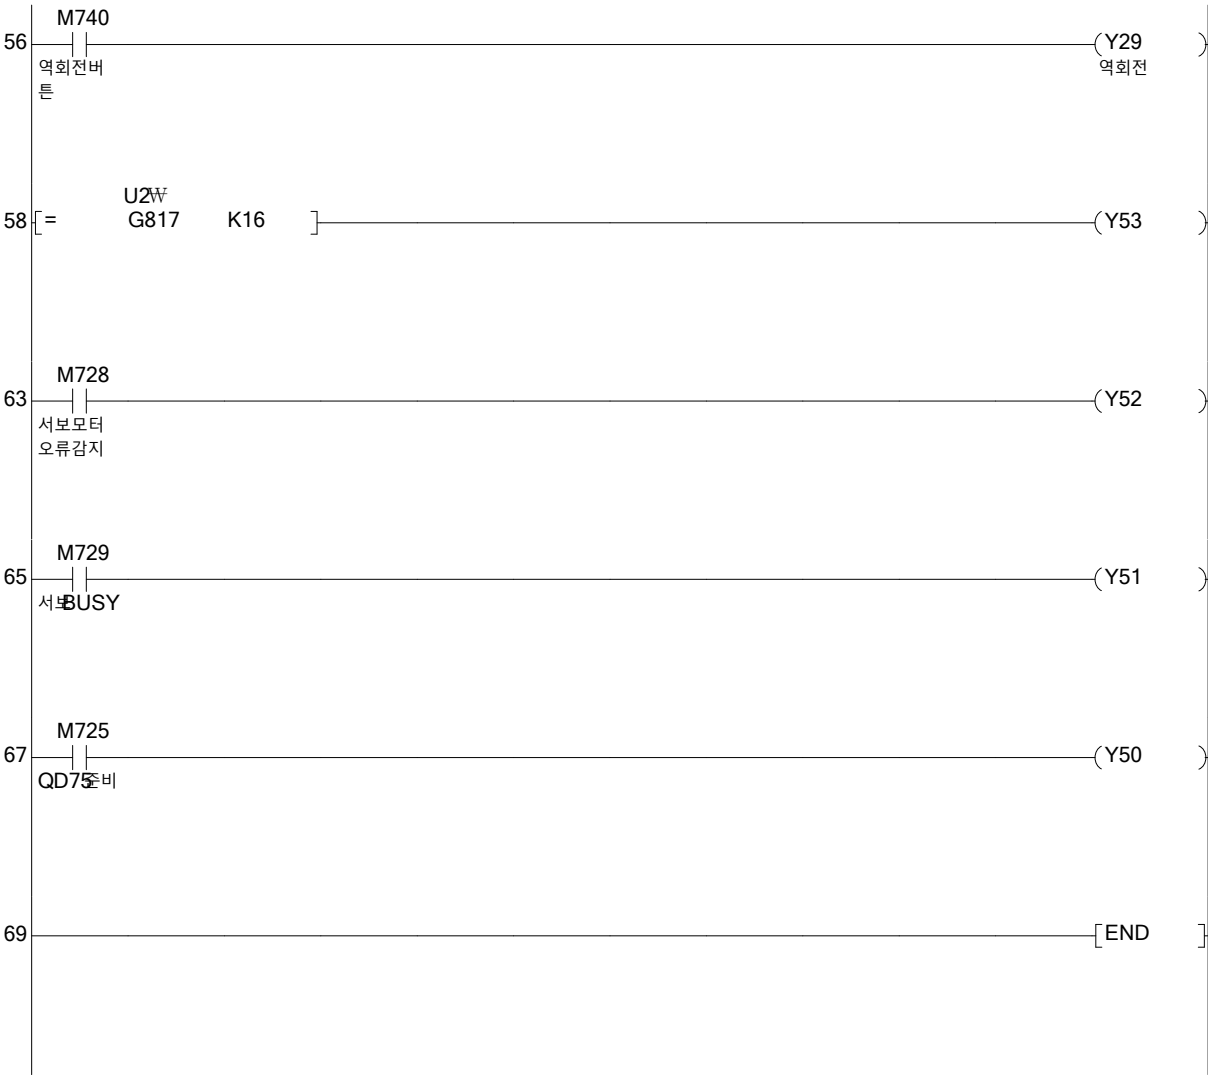 M740
56 (Y29 )
역회전버 역회전
튼
U2₩
58 [= G817 K16 ] (Y53 )
M728
63 (Y52 )
서보모터
오류감지
M729
65 (Y51 )
서보BUSY
M725
67 (Y50 )
QD75준비
69 [END ]